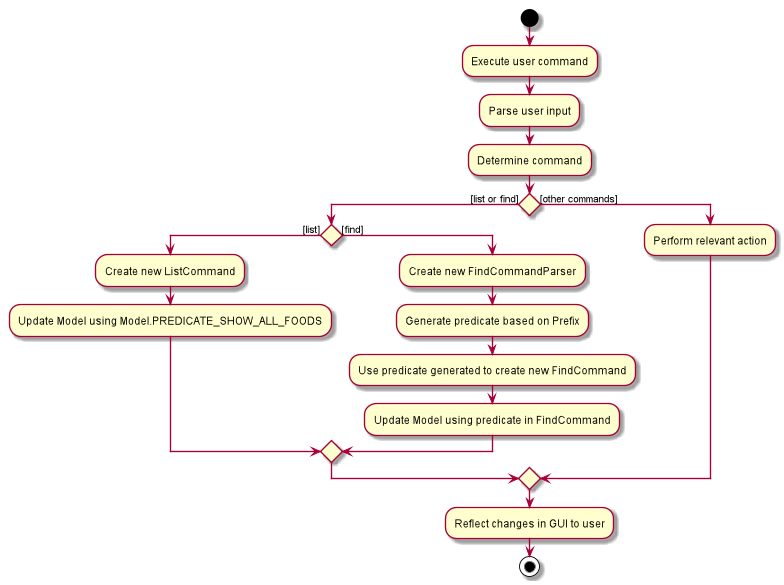 Execute user command
Parse user input
Determine command
[list or find]
[other commands]
[list]
[find]
Perform relevant action
Create new ListCommand
Create new FindCommandParser
Update Model using Model.PREDICATE_SHOW_ALL_FOODS
Generate predicate based on Prefix
Use predicate generated to create new FindCommand
Update Model using predicate in FindCommand
Reflect changes in GUI to user